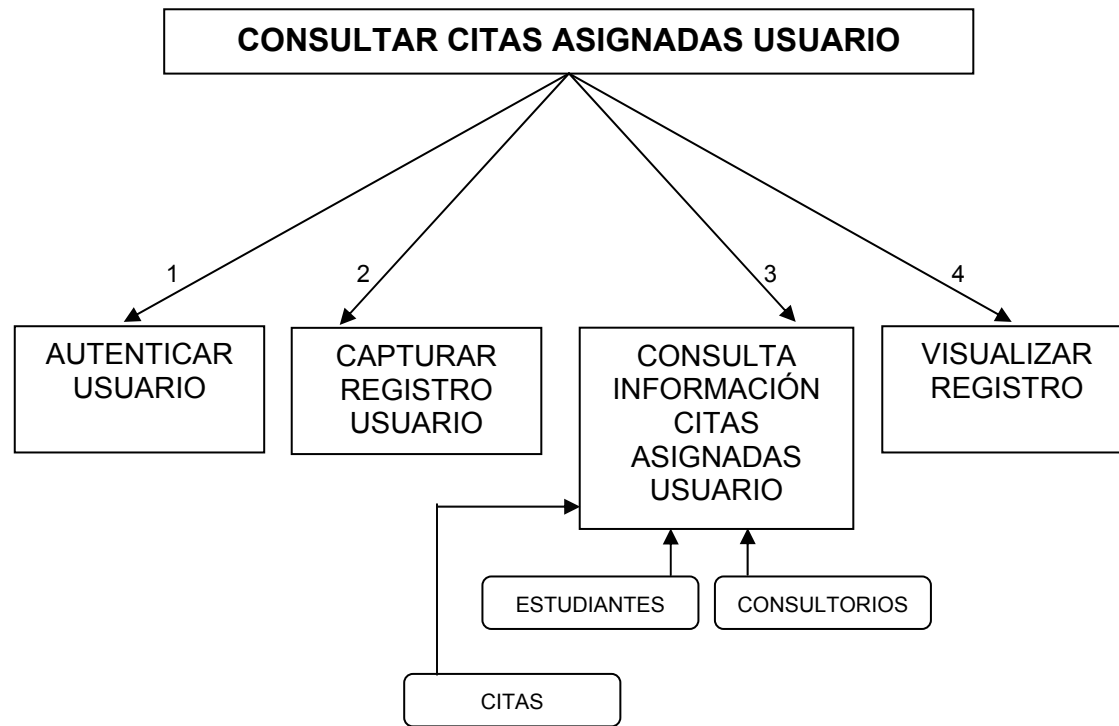 CONSULTAR CITAS ASIGNADAS USUARIO
1
2
3
4
AUTENTICAR
USUARIO
CAPTURAR
REGISTRO
USUARIO
CONSULTA
INFORMACIÓN
CITAS
ASIGNADAS
USUARIO
VISUALIZAR
REGISTRO
ESTUDIANTES
CONSULTORIOS
CITAS